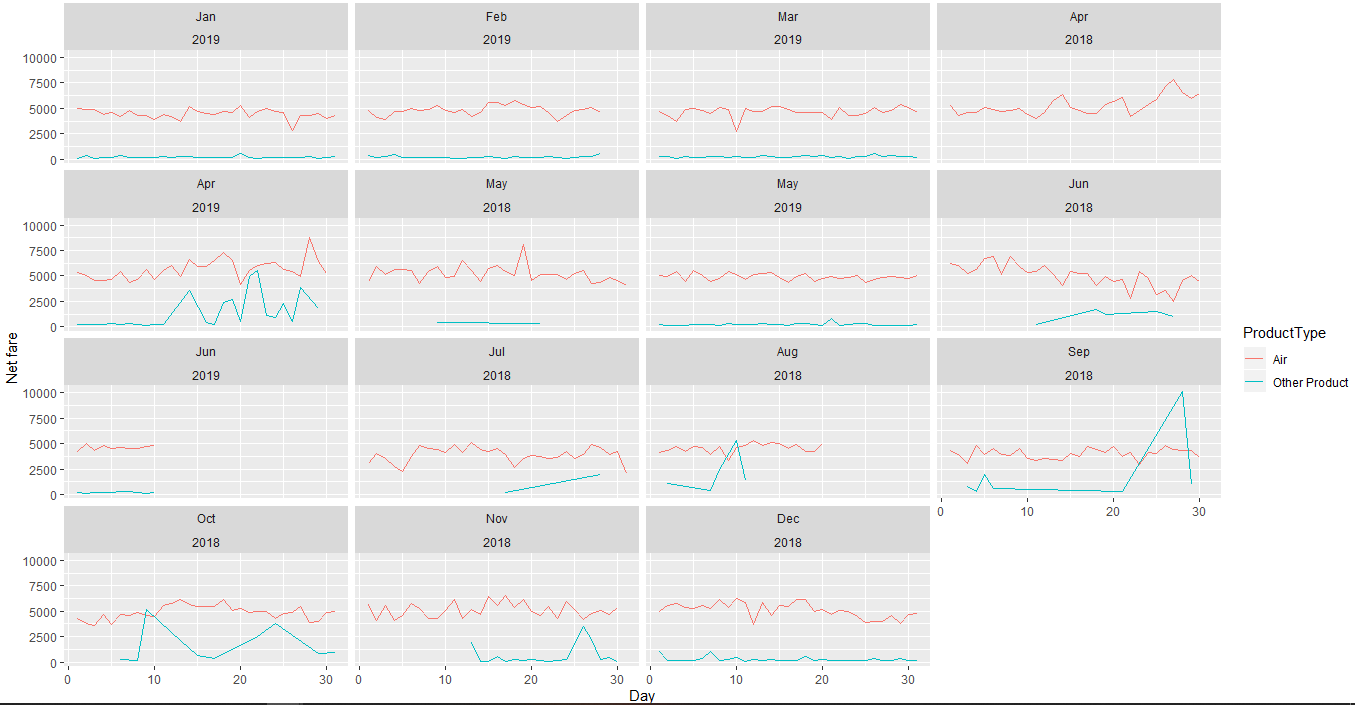 Jan Feb Mar Apr
2019 2019 2019 2018
10000
7500
5000
2500
0
Apr May May Jun
2019 2018 2019 2018
10000
7500
5000
2500
0
Net fare
Jun Jul Aug Sep
2019 2018 2018 2018
10000
7500
5000
2500
0
0 10 20 30
ProductType
Air
Other Product
Oct Nov Dec
2018 2018 2018
10000
7500
5000
2500
0
0 10 20 30 0 10 20 30 0 10 20 30
Day